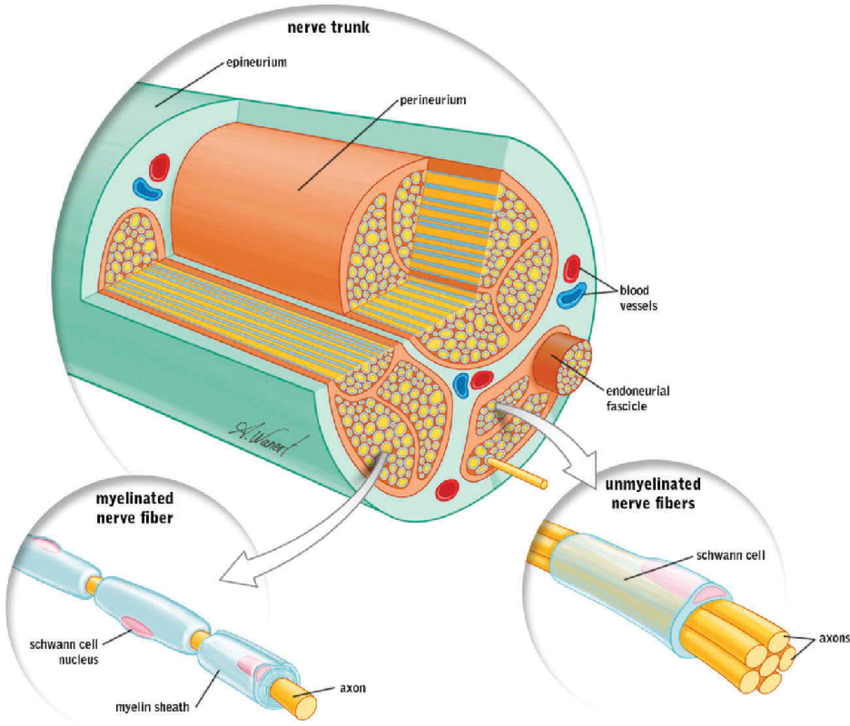 nerve trunk
epineurium
perineurium
blood
vessels
endoneurial
fascicle
A. Wanert
myelinated
nerve fiber
unmyelinated
nerve fibers
schwann cell
schwann cell
nucleus
axons
axon
myelin sheath